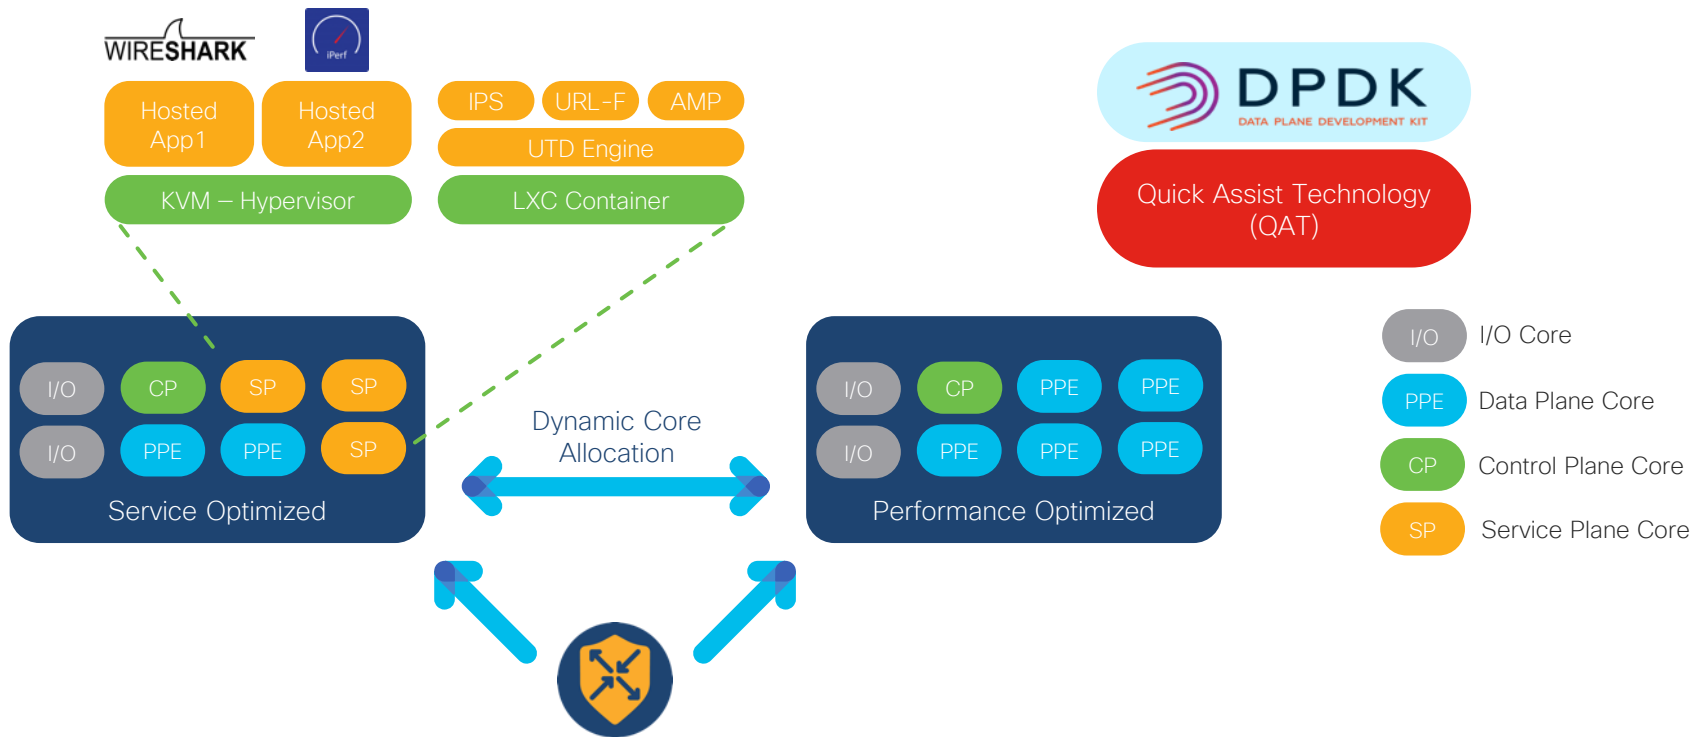 WIRESHARK
iPerf
Hosted
App1
Hosted
App2
KVM – Hypervisor
IPS
URL-F
AMP
UTD Engine
LXC Container
DPDK
DATA PLANE DEVELOPMENT KIT
Quick Assist Technology
(QAT)
I/O
CP
SP
SP
I/O
PPE
PPE
SP
Service Optimized
Dynamic Core
Allocation
I/O
CP
PPE
PPE
I/O
PPE
PPE
PPE
Performance Optimized
I/O
I/O Core
PPE
Data Plane Core
CP
Control Plane Core
SP
Service Plane Core